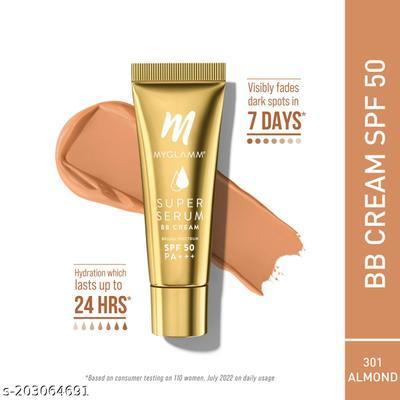 Visibly fades
dark spots in
7 DAYS*
M
MYGLAMM®
SUPER
SERUM
BB CREAM
BROAD SPECTRUM
SPF 50
PA+++
Hydration which
lasts up to
24 HRS*
BB CREAM SPF 50
301
ALMOND
*Based on consumer testing on 110 women, July 2022 on daily usage
s-203064691